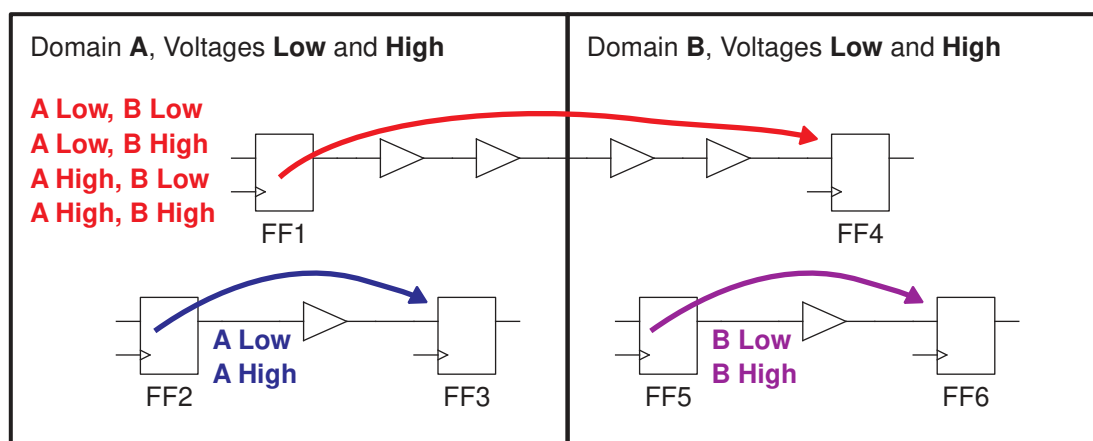 Domain A, Voltages Low and High
Domain B, Voltages Low and High
A Low, B Low
A Low, B High
A High, B Low
A High, B High
FF1
FF4
A Low
A High
B Low
B High
FF2
FF3
FF5
FF6